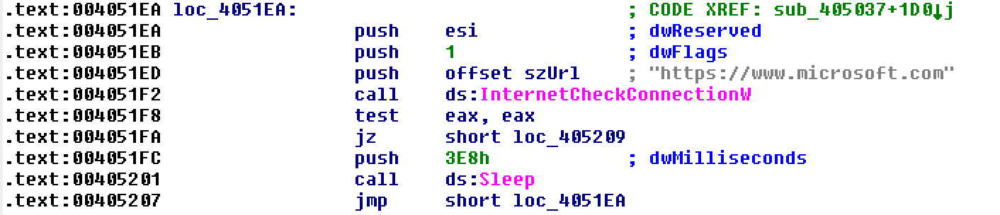 .text:004051EA loc_4051EA: ; CODE XREF: sub_405037+1D0↓j
.text:004051EA push esi ; dwReserved
.text:004051EB push 1 ; dwFlags
.text:004051ED push offset szUrl ; "https://www.microsoft.com"
.text:004051F2 call ds:InternetCheckConnectionW
.text:004051F8 test eax, eax
.text:004051FA jz short loc_405209
.text:004051FC push 3E8h ; dwMilliseconds
.text:00405201 call ds:Sleep
.text:00405207 jmp short loc_4051EA